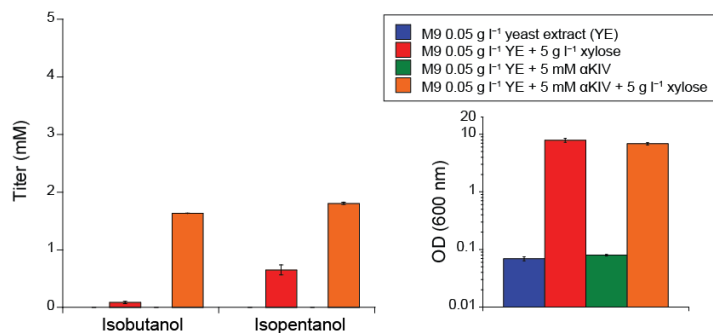 5
4
3
2
1
0
Titer (mM)
Isobutanol
Isopentanol
M9 0.05 g l⁻¹ yeast extract (YE)
M9 0.05 g l⁻¹ YE + 5 g l⁻¹ xylose
M9 0.05 g l⁻¹ YE + 5 mM αKIV
M9 0.05 g l⁻¹ YE + 5 mM αKIV + 5 g l⁻¹ xylose
20
10
1
0.1
0.01
OD (600 nm)